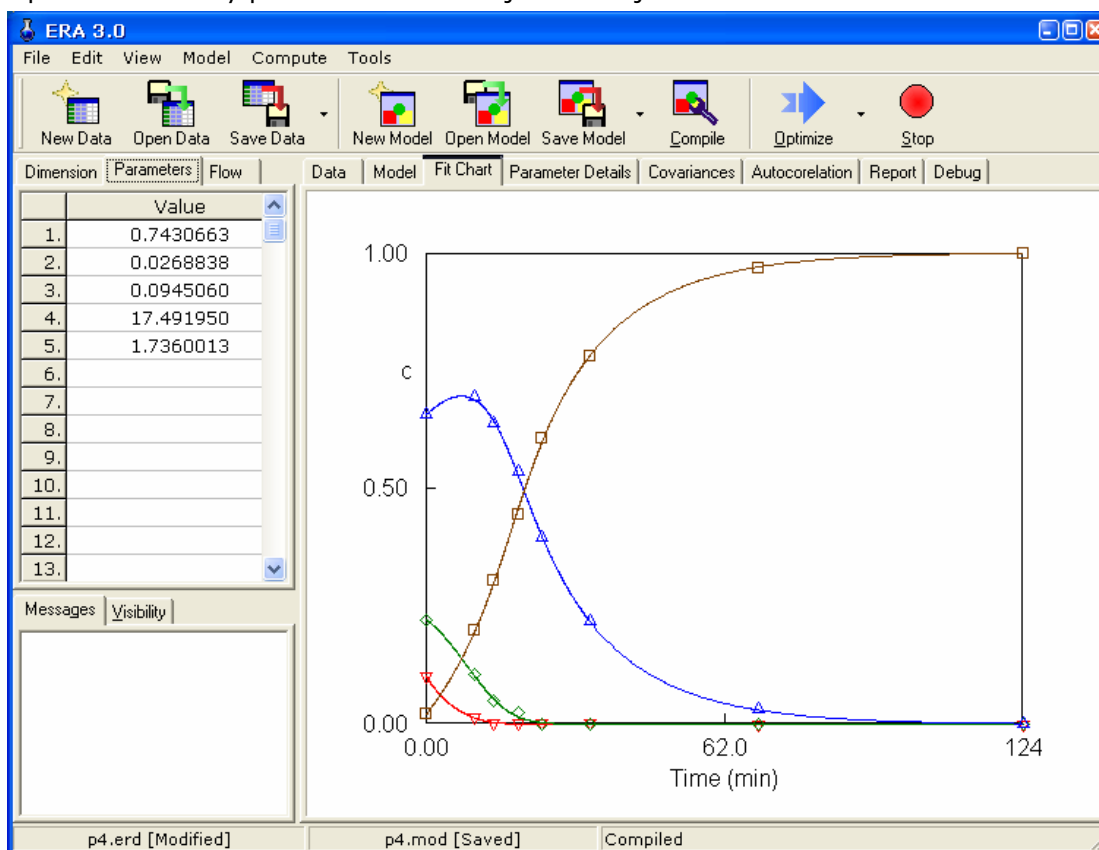 ERA 3.0
File Edit View Model Compute Tools
New Data Open Data Save Data New Model Open Model Save Model Compile Optimize Stop
Dimension Parameters Flow Data Model Fit Chart Parameter Details Covariances Autocorelation Report Debug
Value
1. 0.7430663
2. 0.0268838
3. 0.0945060
4. 17.491950
5. 1.7360013
6.
7.
8.
9.
10.
11.
12.
13.
Messages Visibility
1.00
C
0.50
0.00
0.00 62.0 124
Time (min)
p4.erd [Modified] p4.mod [Saved] Compiled